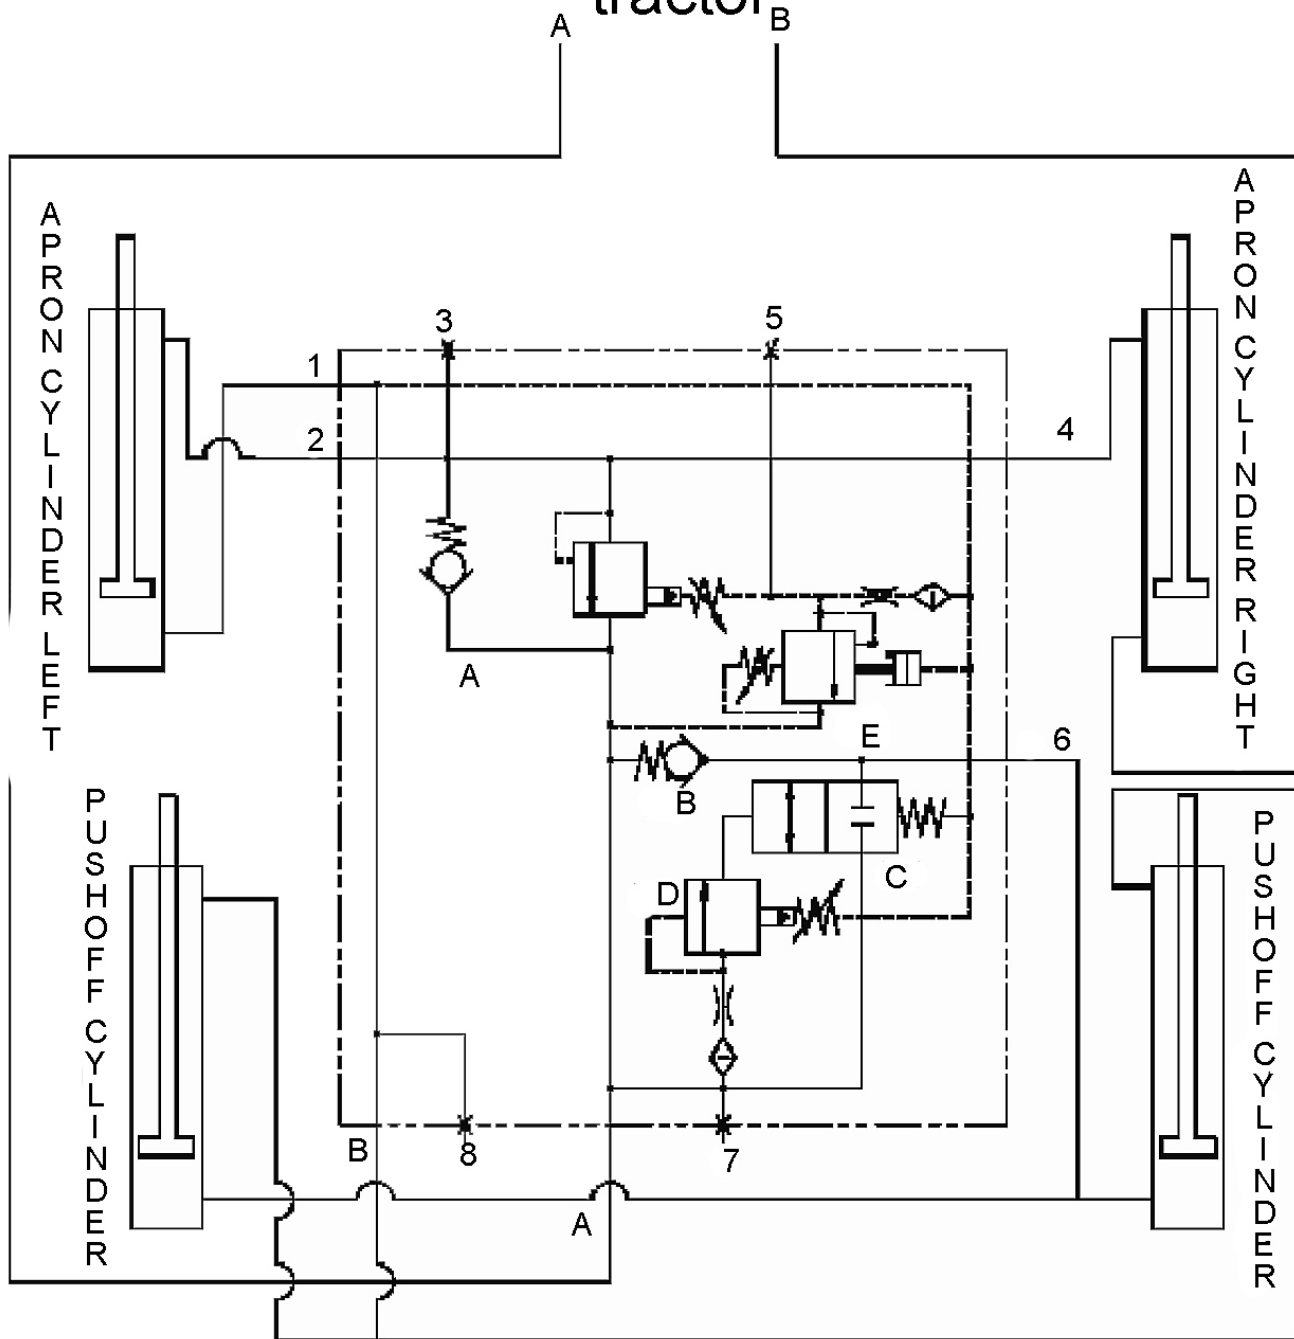 tractor
A
B
APRON CYLINDER LEFT
APRON CYLINDER RIGHT
3
5
1
2
4
A
E
6
B
C
D
PUSHOFF CYLINDER
PUSHOFF CYLINDER
B
8
7
A